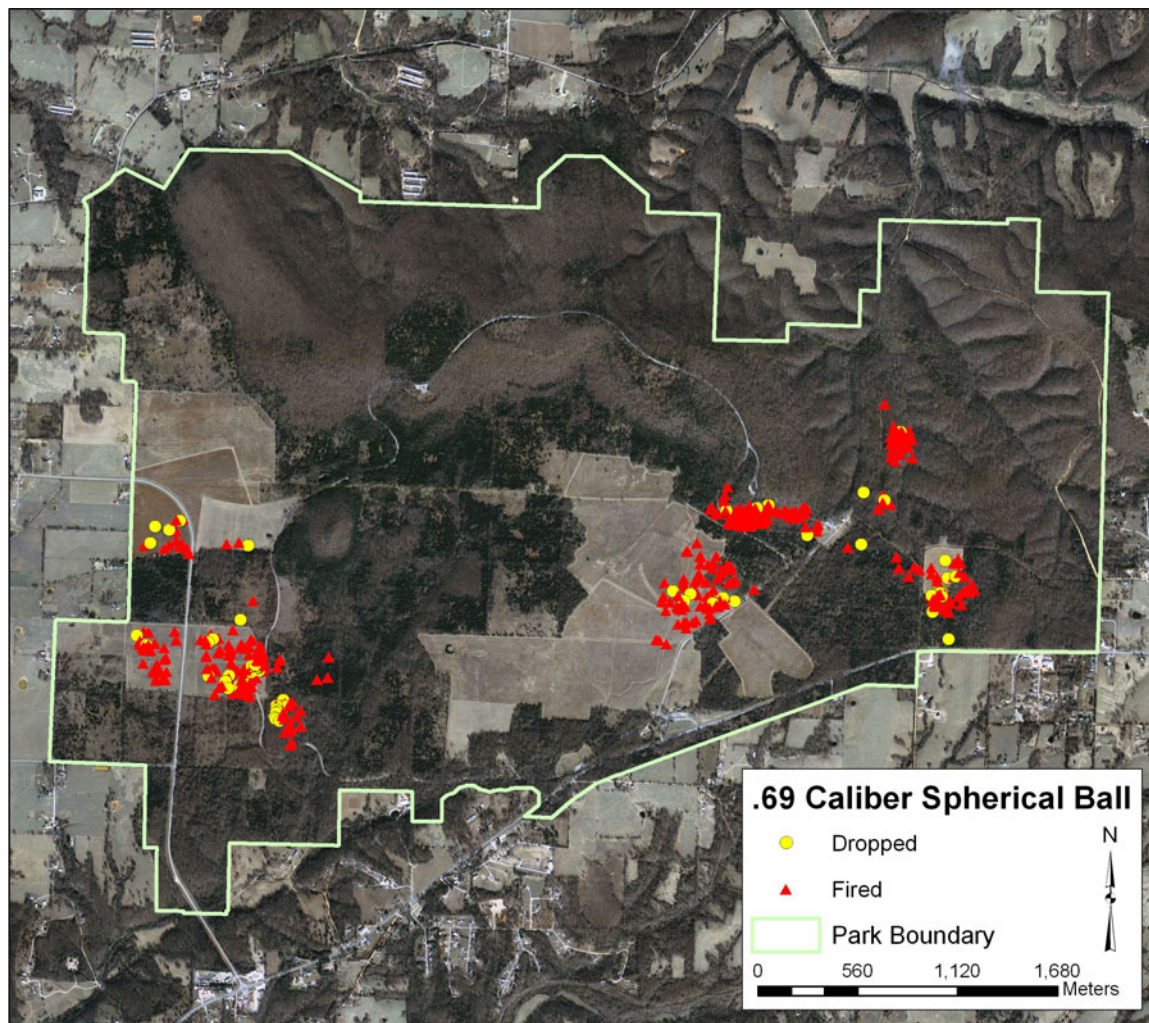 .69 Caliber Spherical Ball
Dropped
N
Fired
Park Boundary
0 560 1,120 1,680
Meters